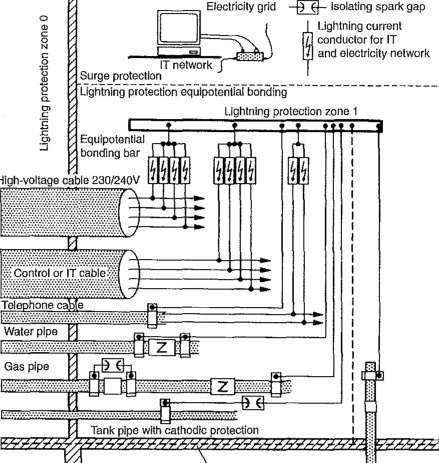 Electricity grid
Isolating spark gap
Lightning current
conductor for IT
and electricity network
IT network
Surge protection
Lightning protection equipotential bonding
Lightning protection zone 0
Lightning protection zone 1
Equipotential
bonding bar
High-voltage cable 230/240V
Control or IT cable
Telephone cable
Water pipe
Z
Gas pipe
Z
Tank pipe with cathodic protection